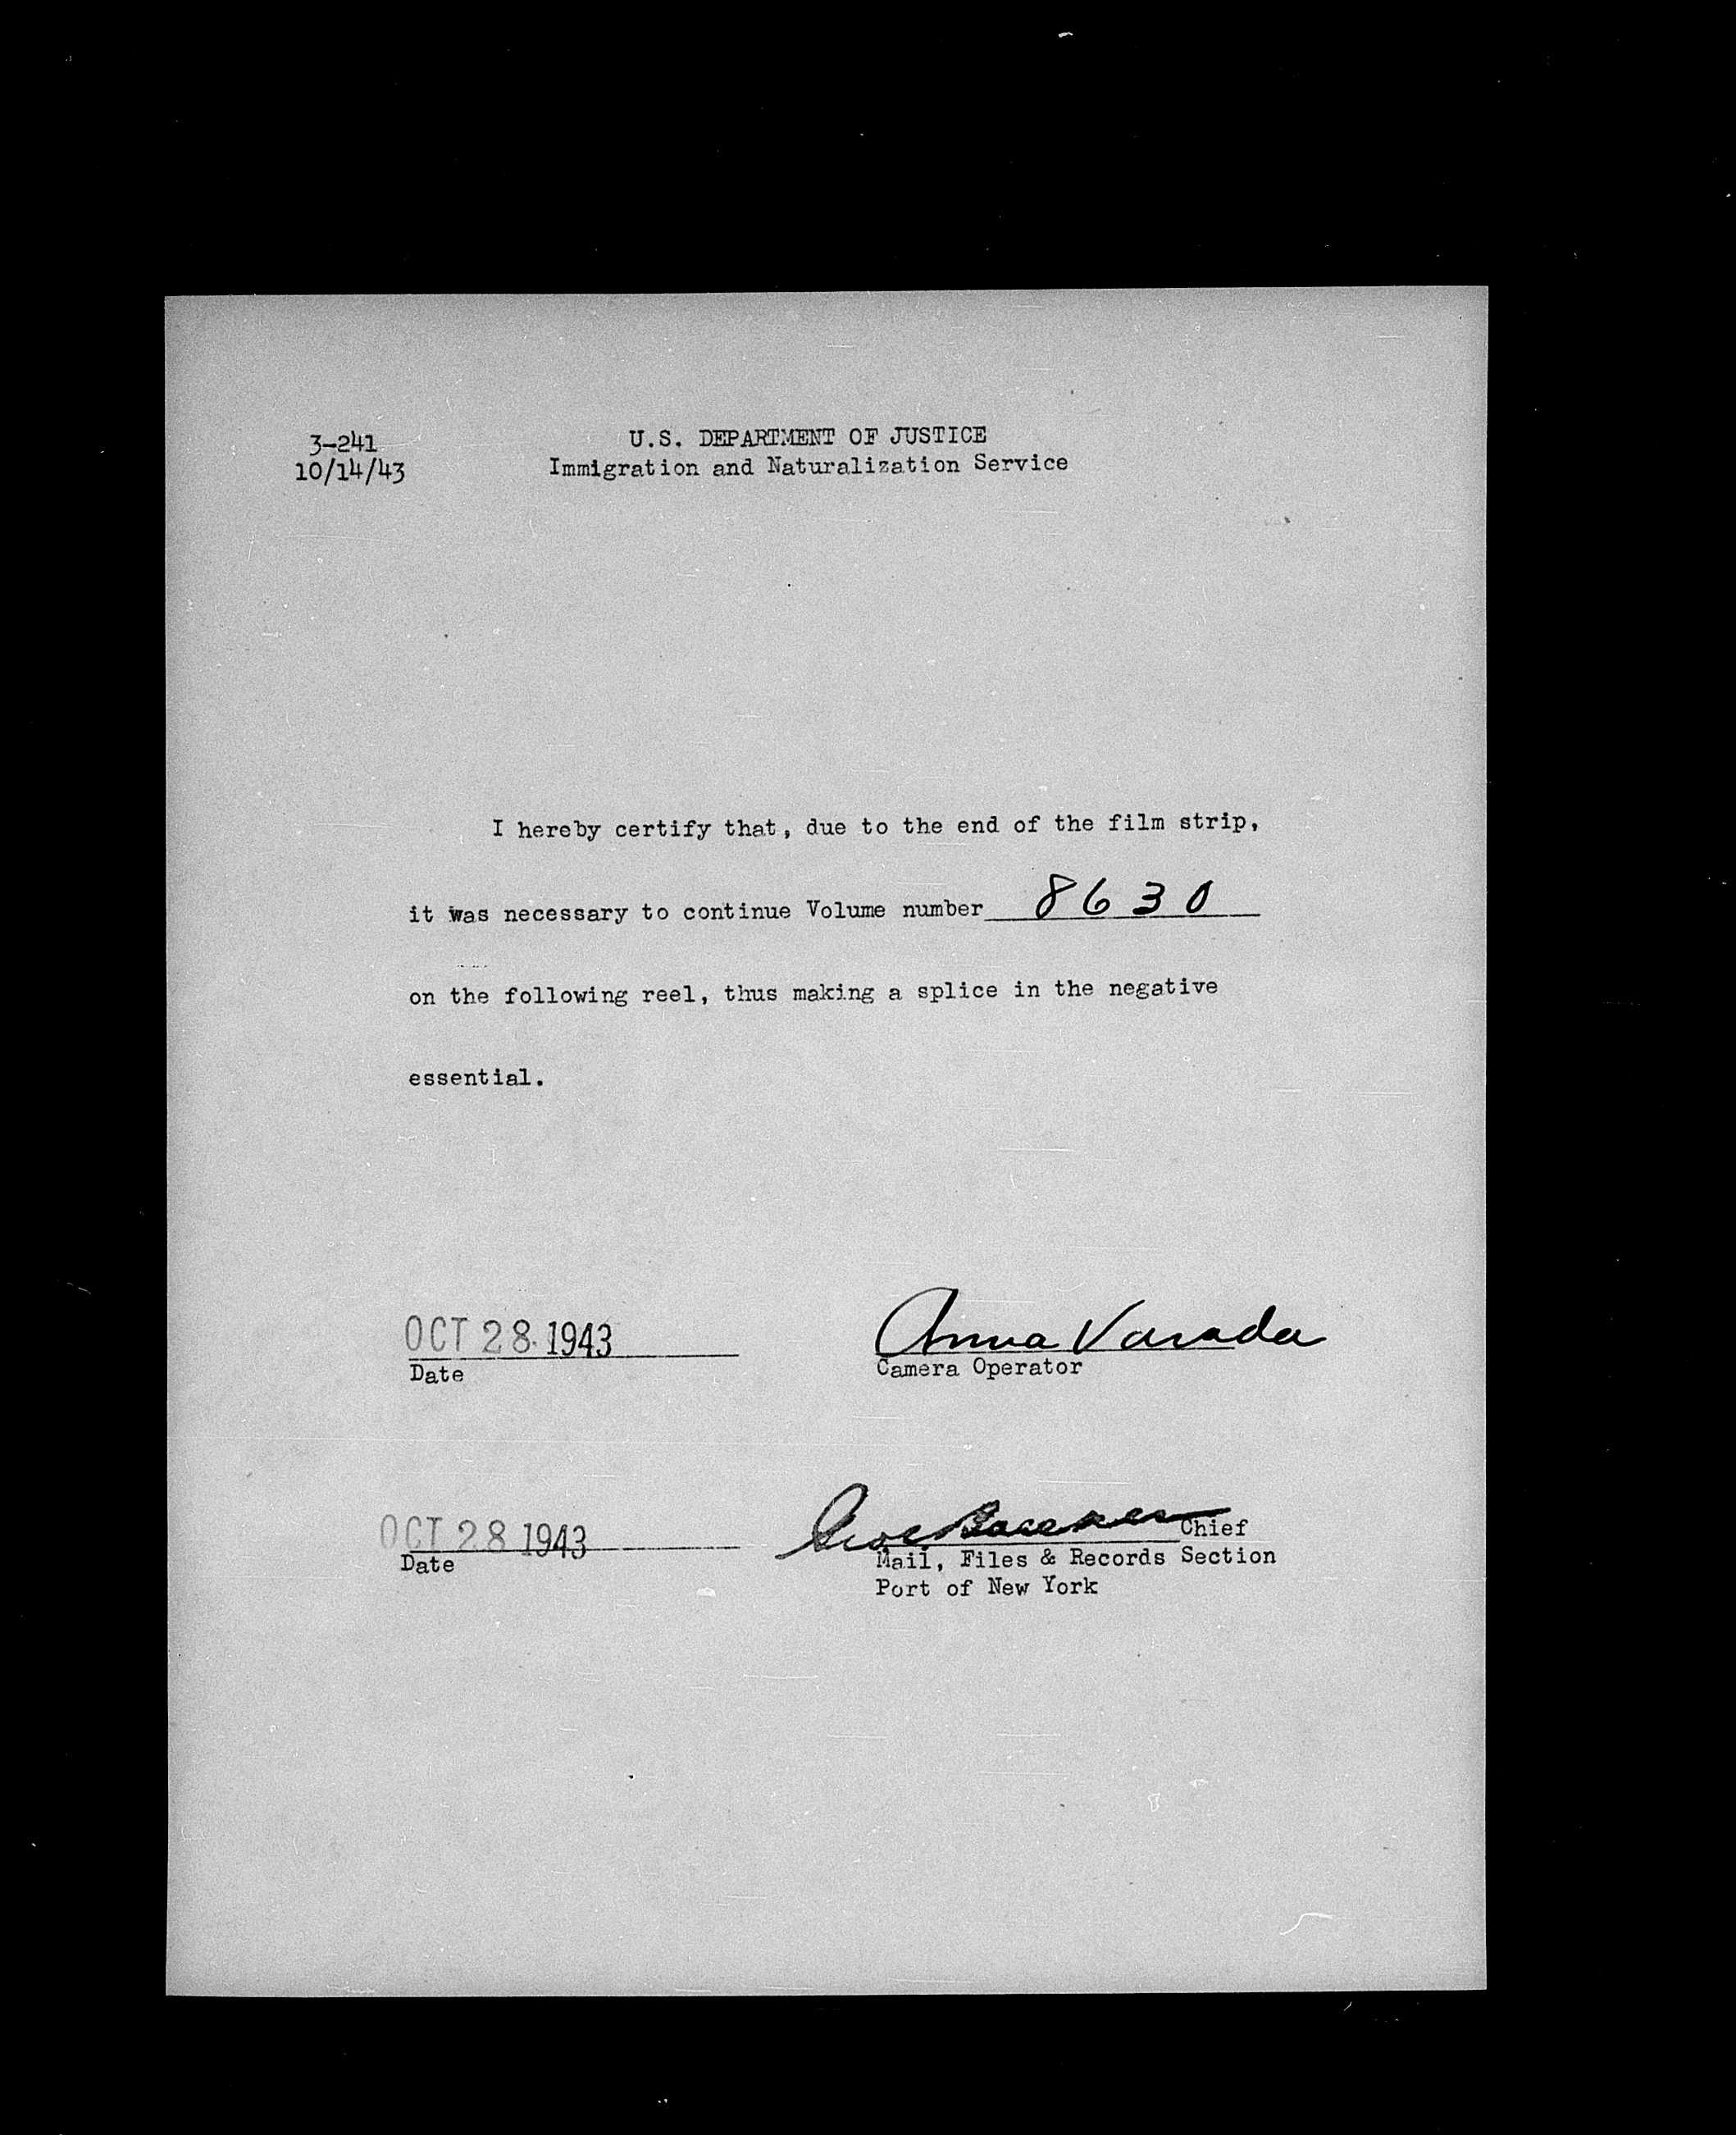 3-241
10/14/43
U.S. DEPARTMENT OF JUSTICE
Immigration and Naturalization Service
I hereby certify that, due to the end of the film strip,
it was necessary to continue Volume number 8630
on the following reel, thus making a splice in the negative
essential.
OCT 28 1943
Date
Anna Varada
Camera Operator
OCT 28 1943
Date
Chief
Mail, Files & Records Section
Port of New York